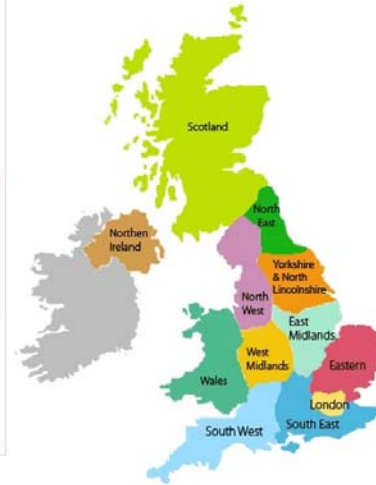 Scotland
North
East
Northen
Ireland
Yorkshire
& North
Lincolnshire
North
West
East
Midlands
West
Midlands
Eastern
Wales
London
South East
South West